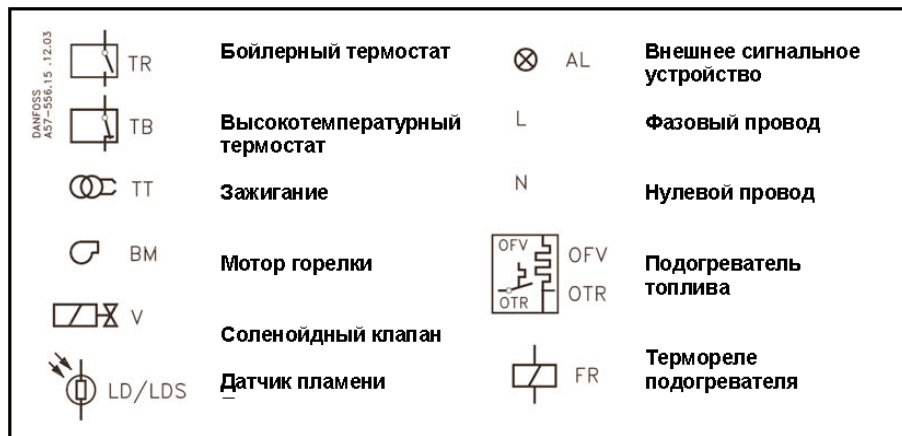 DANFOSS
A57-556.15 .12.03
TR
Бойлерный термостат
TB
Высокотемпературный
термостат
TT
Зажигание
BM
Мотор горелки
V
Соленойдный клапан
LD/LDS
Датчик пламени
AL
Внешнее сигнальное
устройство
L
Фазовый провод
N
Нулевой провод
OFV
OTR
OFV
OTR
Подогреватель
топлива
FR
Термореле
подогревателя